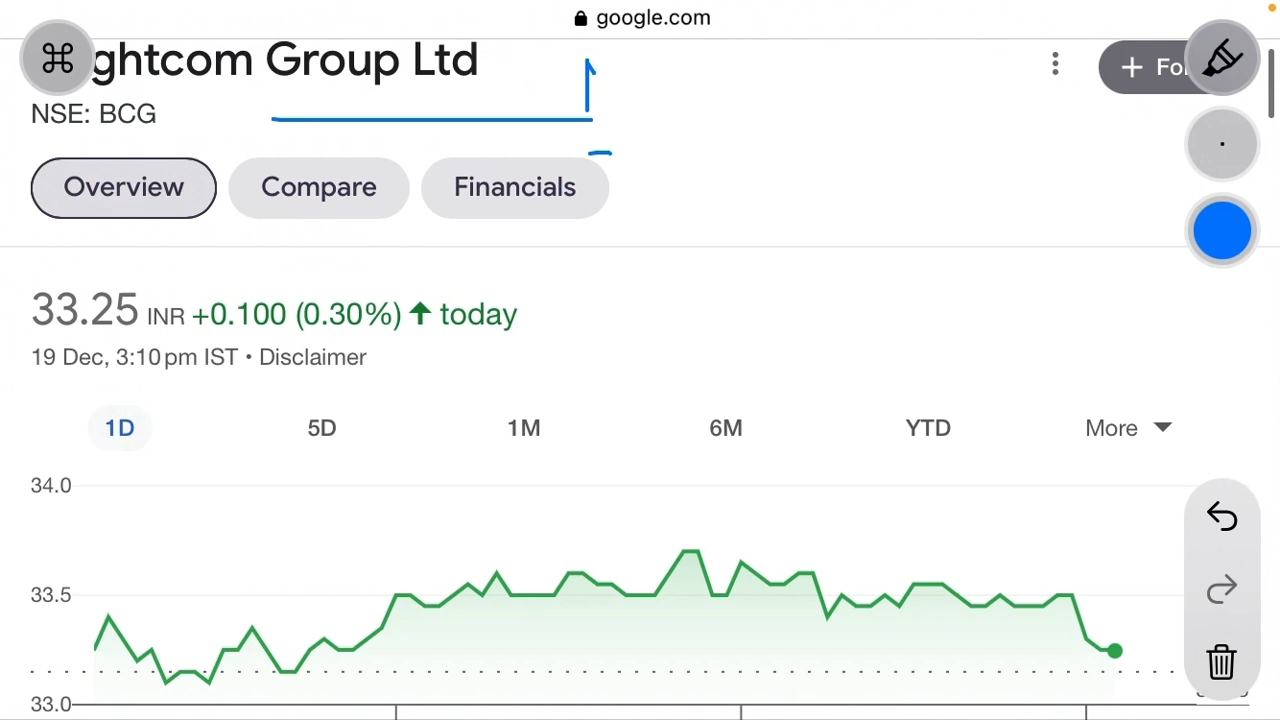 google.com
ghtcom Group Ltd
NSE: BCG
+ Fo
Overview Compare Financials
33.25 INR +0.100 (0.30%) ↑ today
19 Dec, 3:10 pm IST • Disclaimer
1D 5D 1M 6M YTD More
34.0
33.5
33.0